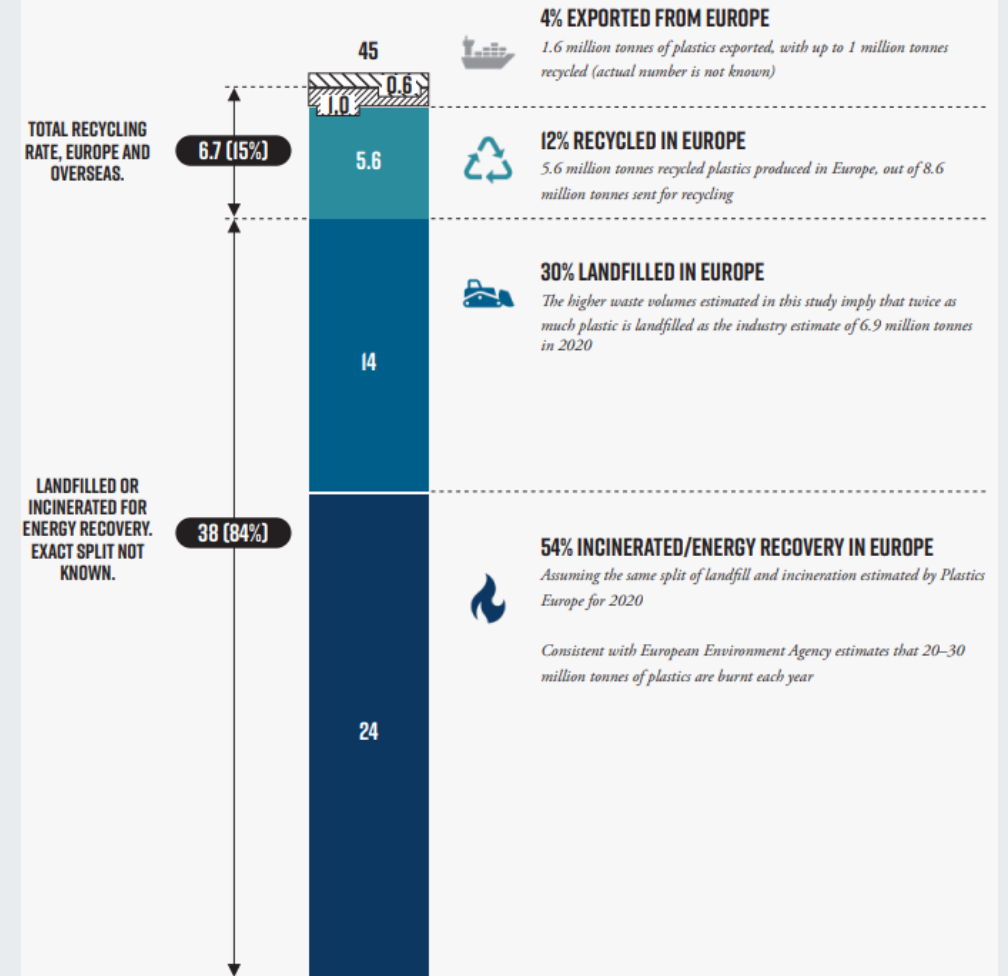 45
0.6
1.0
TOTAL RECYCLING
RATE, EUROPE AND
OVERSEAS.
6.7 (15%)
5.6
14
LANDFILLED OR
INCINERATED FOR
ENERGY RECOVERY.
EXACT SPLIT NOT
KNOWN.
38 (84%)
24
4% EXPORTED FROM EUROPE
1.6 million tonnes of plastics exported, with up to 1 million tonnes
recycled (actual number is not known)
12% RECYCLED IN EUROPE
5.6 million tonnes recycled plastics produced in Europe, out of 8.6
million tonnes sent for recycling
30% LANDFILLED IN EUROPE
The higher waste volumes estimated in this study imply that twice as
much plastic is landfilled as the industry estimate of 6.9 million tonnes
in 2020
54% INCINERATED/ENERGY RECOVERY IN EUROPE
Assuming the same split of landfill and incineration estimated by Plastics
Europe for 2020
Consistent with European Environment Agency estimates that 20–30
million tonnes of plastics are burnt each year